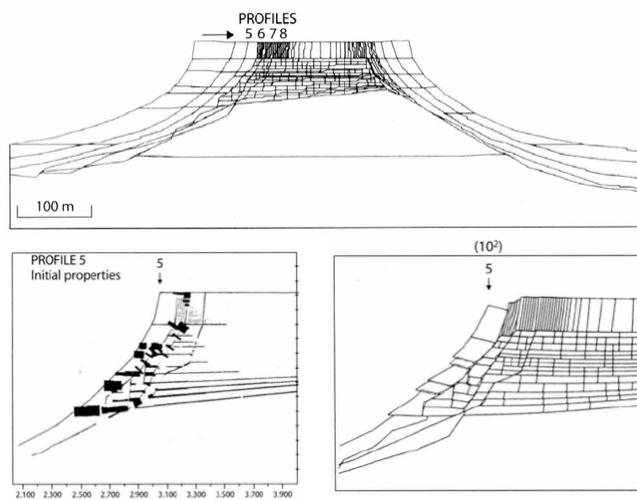 PROFILES
5 6 7 8
100 m
PROFILE 5
Initial properties
5
(10²)
5
2.100 2.300 2.500 2.700 2.900 3.100 3.300 3.500 3.700 3.900